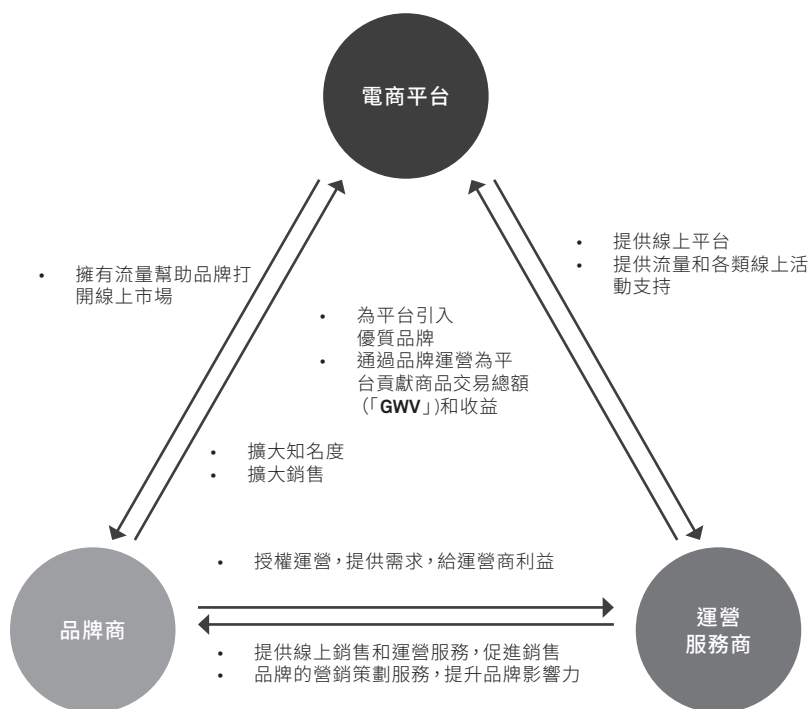 電商平台
• 擁有流量幫助品牌打
開線上市場
• 提供線上平台
• 提供流量和各類線上活
動支持
• 為平台引入
優質品牌
• 通過品牌運營為平
台貢獻商品交易總額
(「GWV」)和收益
• 擴大知名度
• 擴大銷售
• 授權運營,提供需求,給運營商利益
品牌商
運營
服務商
• 提供線上銷售和運營服務,促進銷售
• 品牌的營銷策劃服務,提升品牌影響力